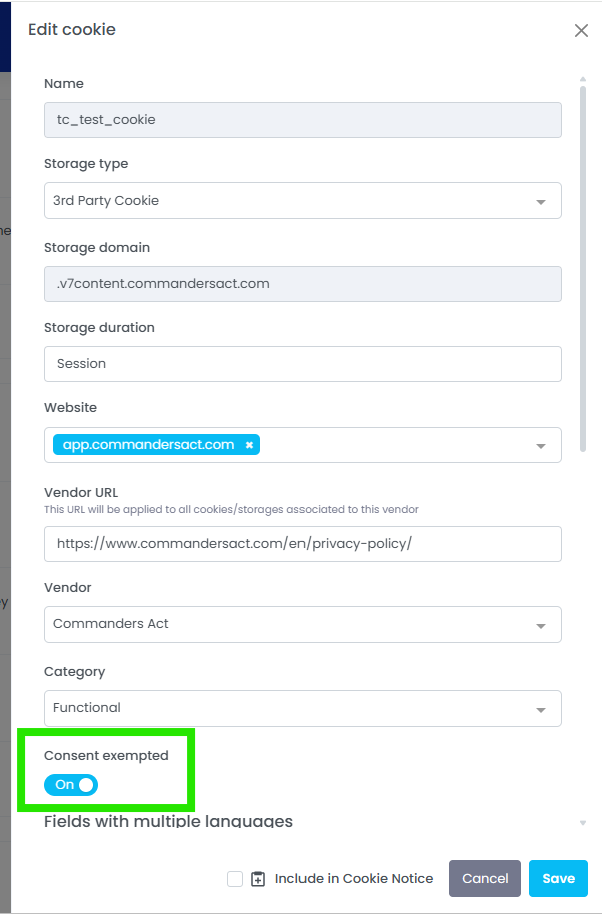 Edit cookie
Name
tc_test_cookie
Storage type
3rd Party Cookie
Storage domain
.v7content.commandersact.com
Storage duration
Session
Website
app.commandersact.com
Vendor URL
This URL will be applied to all cookies/storages associated to this vendor
https://www.commandersact.com/en/privacy-policy/
Vendor
Commanders Act
Category
Functional
Consent exempted
On
Fields with multiple languages
Include in Cookie Notice
Cancel
Save